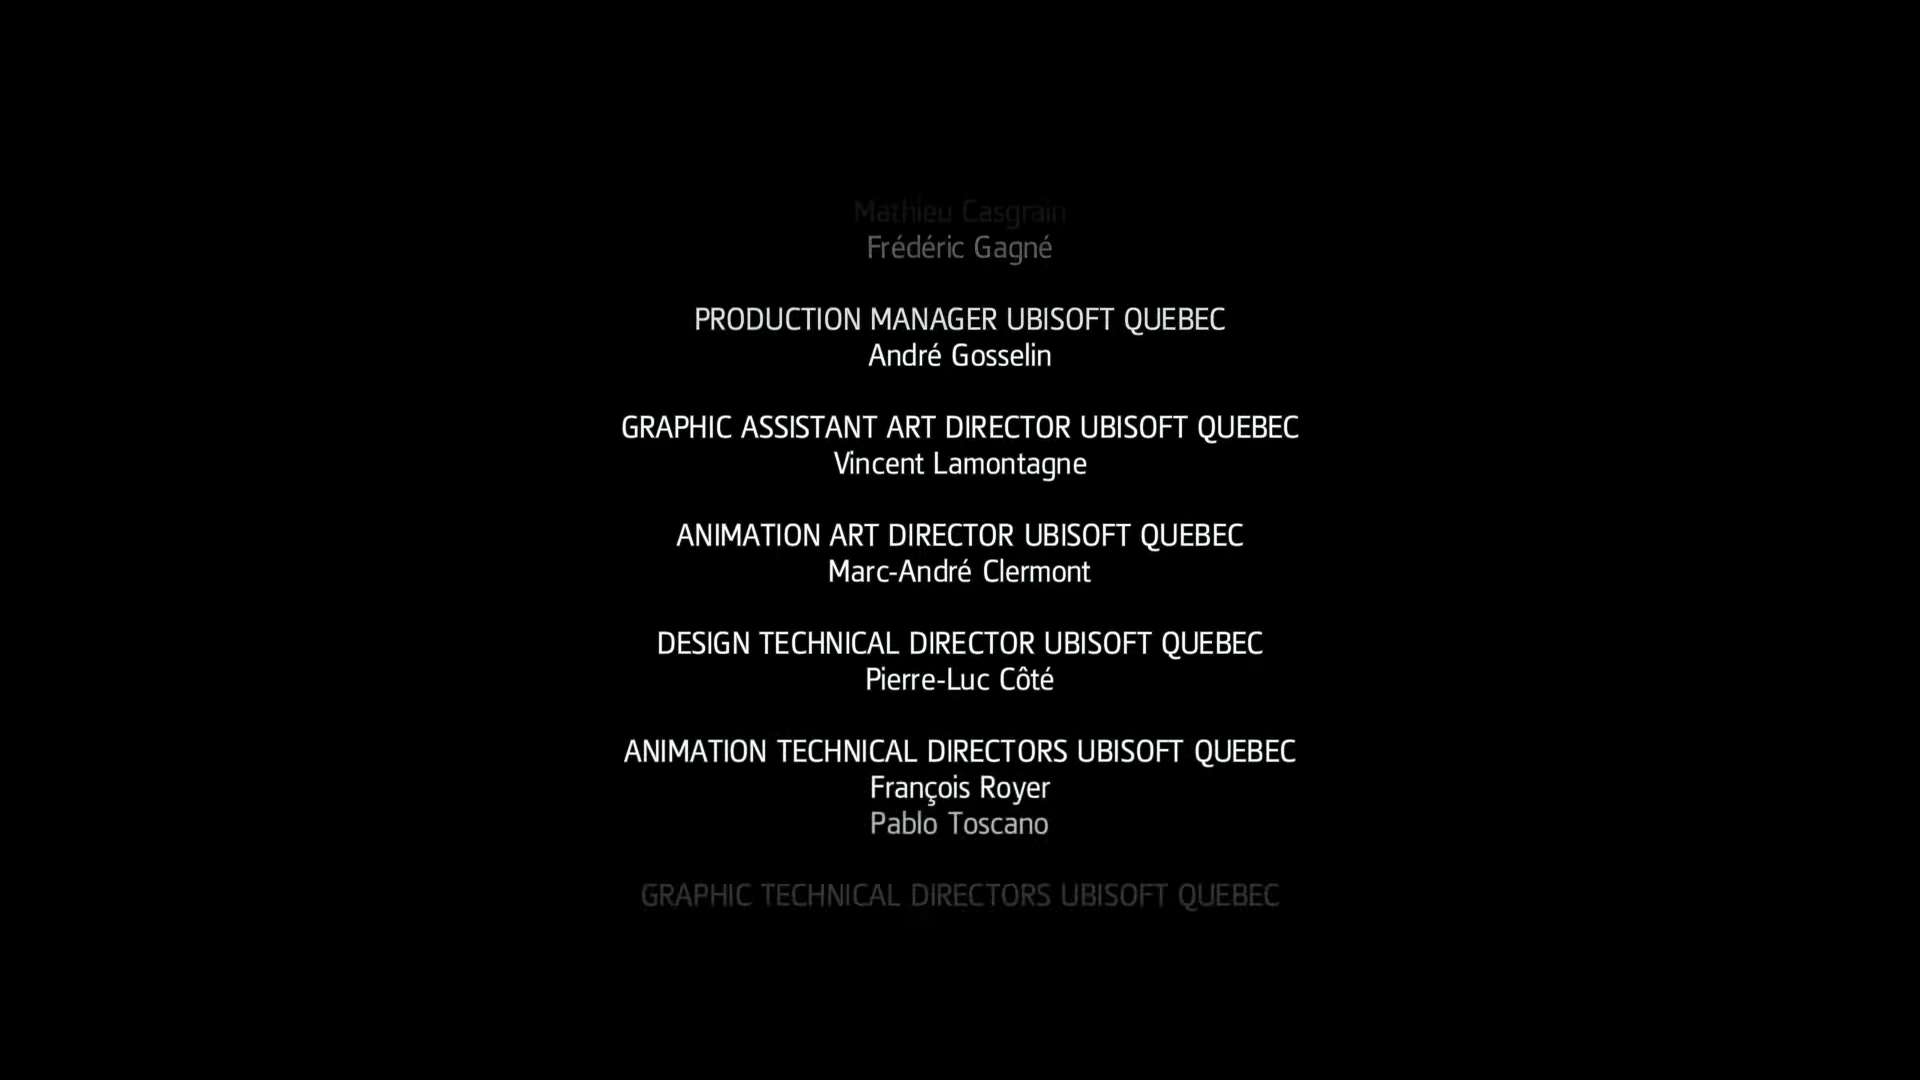 Mathieu Casgrain
Frédéric Gagné
PRODUCTION MANAGER UBISOFT QUEBEC
André Gosselin
GRAPHIC ASSISTANT ART DIRECTOR UBISOFT QUEBEC
Vincent Lamontagne
ANIMATION ART DIRECTOR UBISOFT QUEBEC
Marc-André Clermont
DESIGN TECHNICAL DIRECTOR UBISOFT QUEBEC
Pierre-Luc Côté
ANIMATION TECHNICAL DIRECTORS UBISOFT QUEBEC
François Royer
Pablo Toscano
GRAPHIC TECHNICAL DIRECTORS UBISOFT QUEBEC